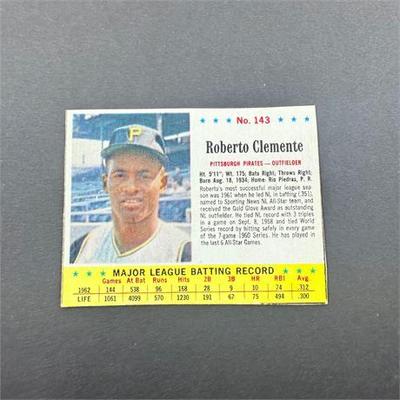 P
★ ★ ★ No. 143 ★ ★ ★
Roberto Clemente
PITTSBURGH PIRATES — OUTFIELDER
Ht. 5'11"; Wt. 175; Bats Right; Throws Right;
Born Aug. 18, 1934; Home: Rio Piedras, P. R.
Roberto's most successful major league sea-
son was 1961 when he led NL in batting (.351),
named to Sporting News NL All-Star team, and
received the Gold Glove Award as outstanding
NL outfielder. He tied NL record with 3 triples
in a game on Sept. 8, 1958 and tied World
Series record by hitting safely in every game
of the 7-game 1960 Series. He has played in
the last 6 All-Star Games.
★ ★ MAJOR LEAGUE BATTING RECORD ★ ★
Games At Bat Runs Hits 2B 3B HR RBI Avg.
1962 144 538 96 168 28 9 10 74 .312
LIFE 1061 4099 570 1230 191 67 75 494 .300